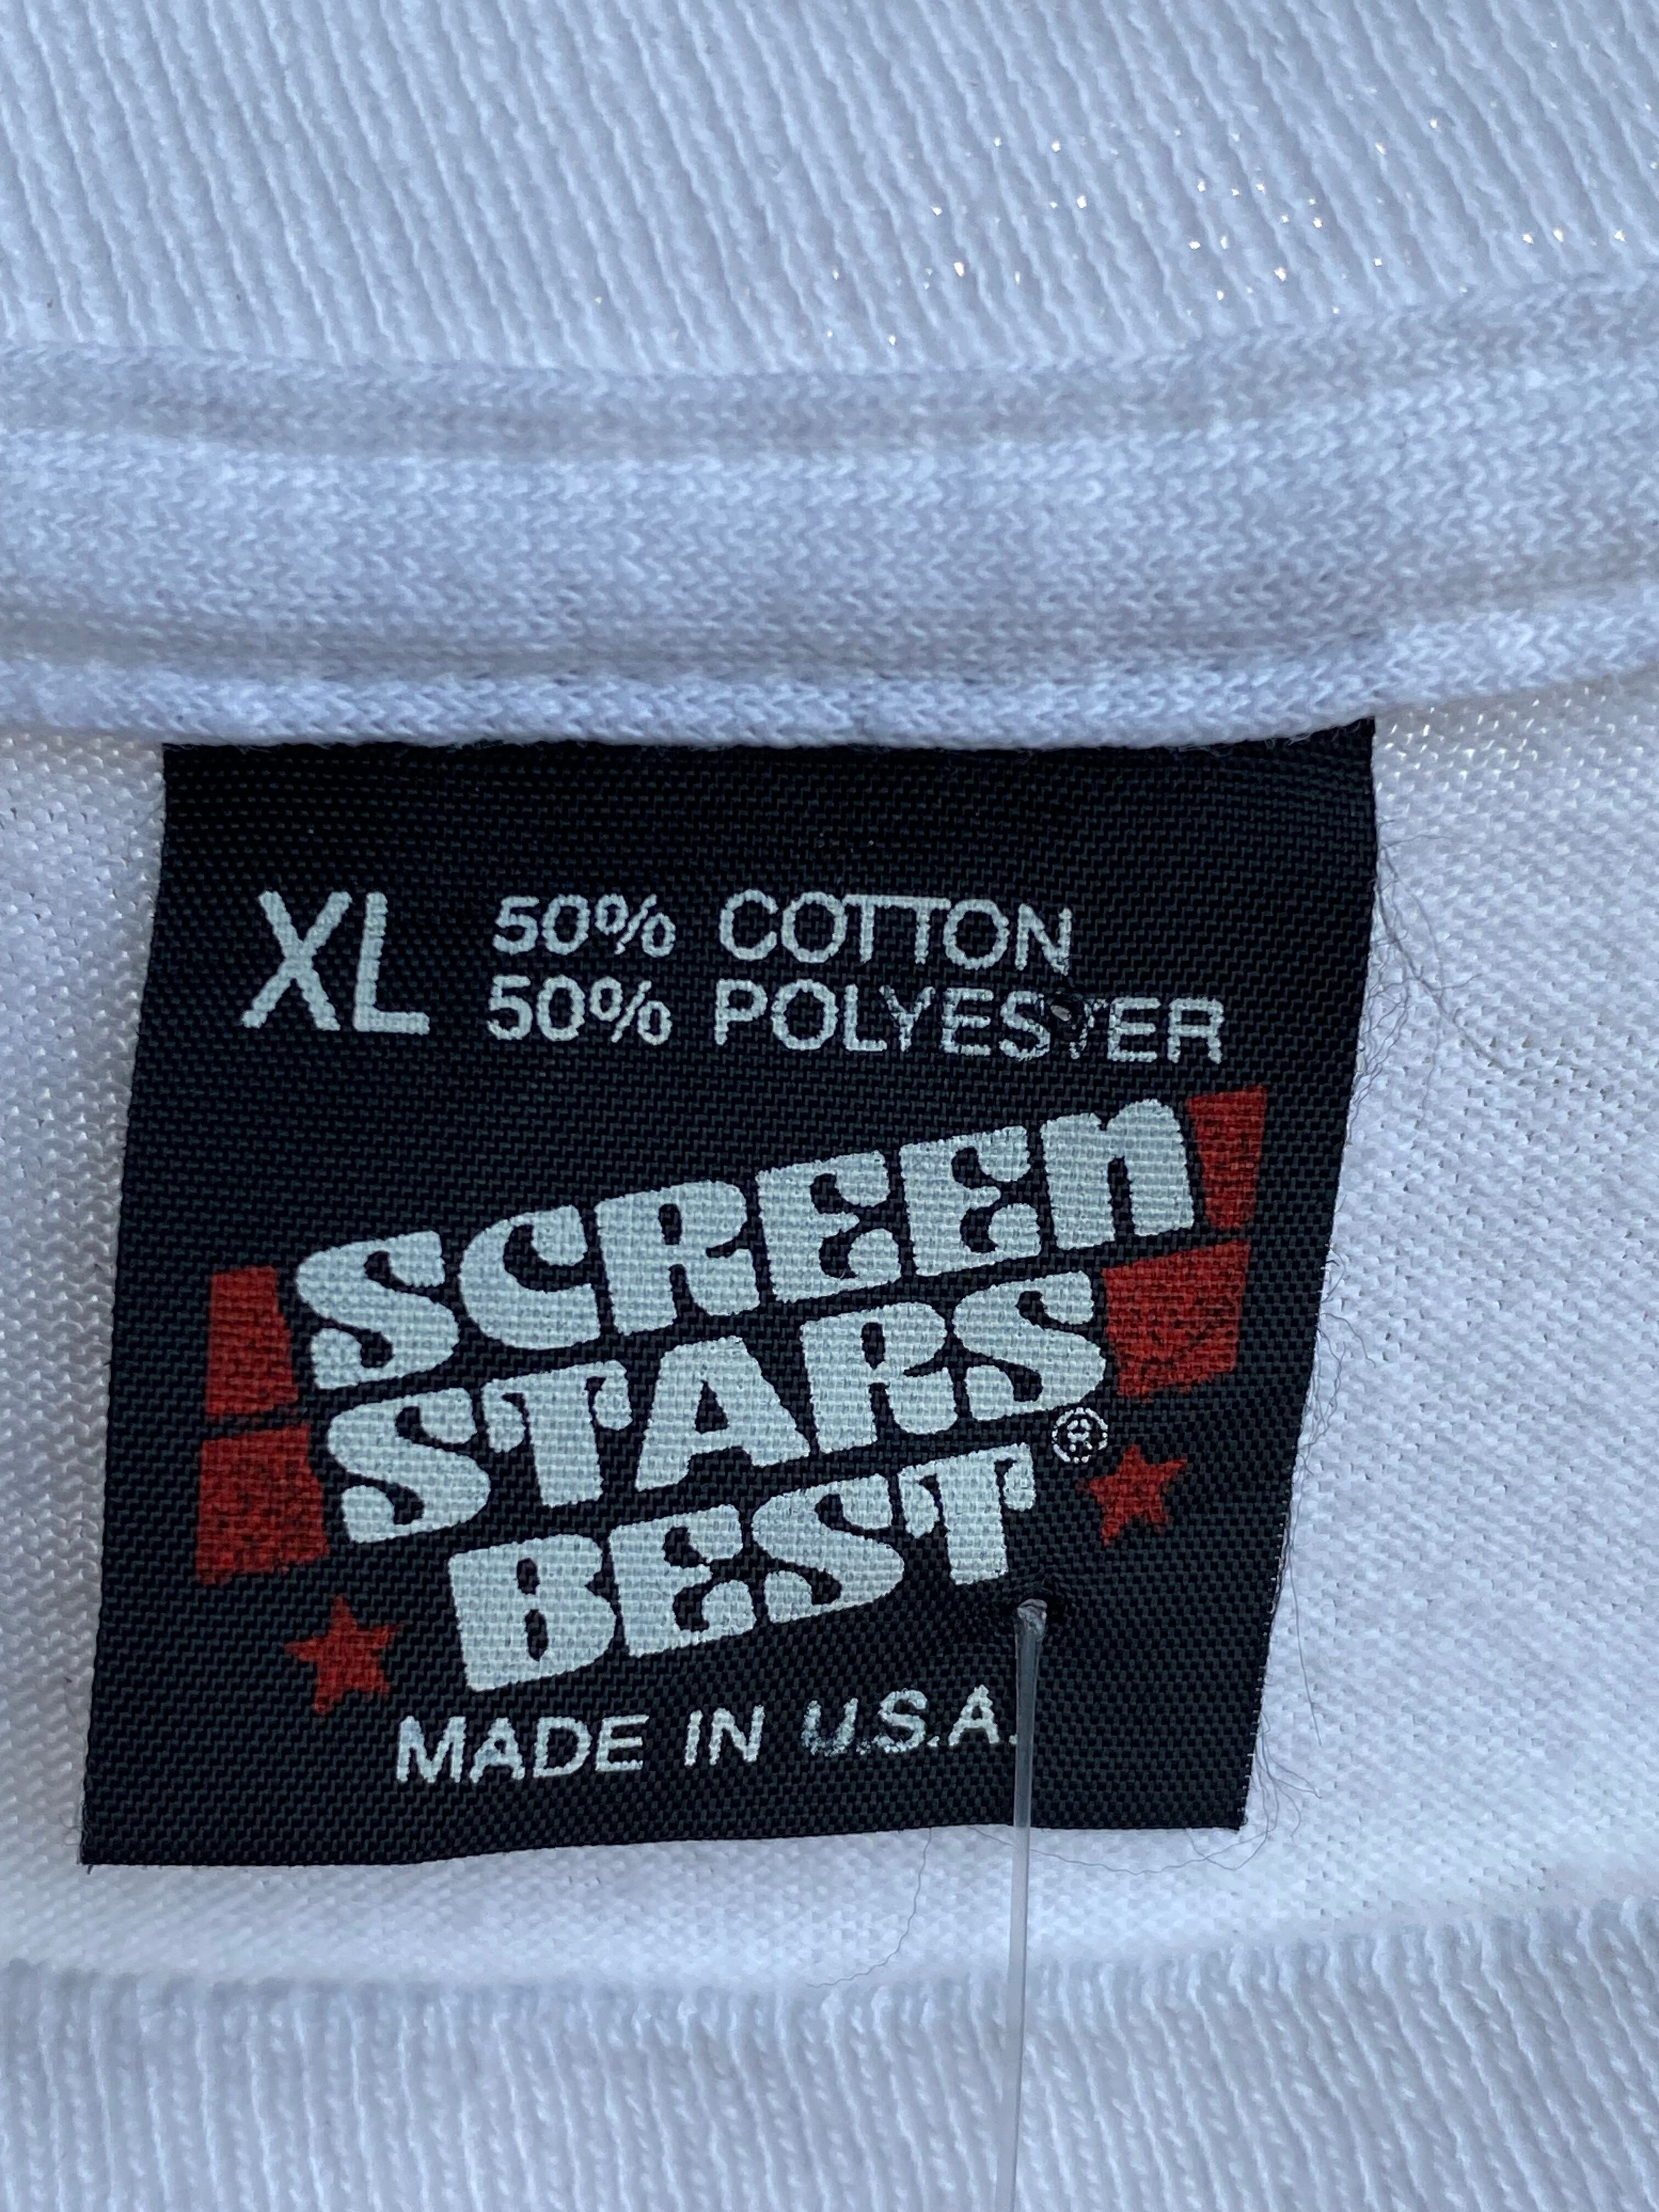 XL 50% COTTON
50% POLYESTER
SCREEN
STARS
BEST®
MADE IN U.S.A.